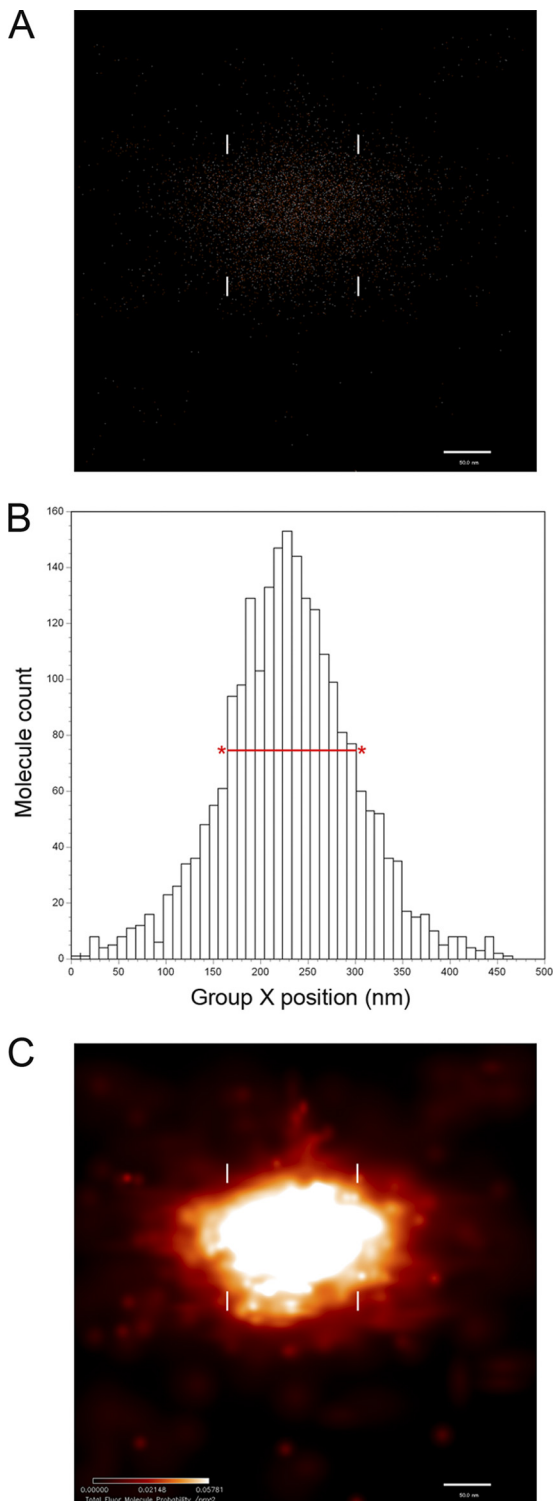 A
50.0 nm
B
160
140
120
100
80
60
40
20
0
Molecule count
*
*
0 50 100 150 200 250 300 350 400 450 500
Group X position (nm)
C
0.00000 0.02148 0.05781
Total Fluor Molecule Probability /nm2
50.0 nm